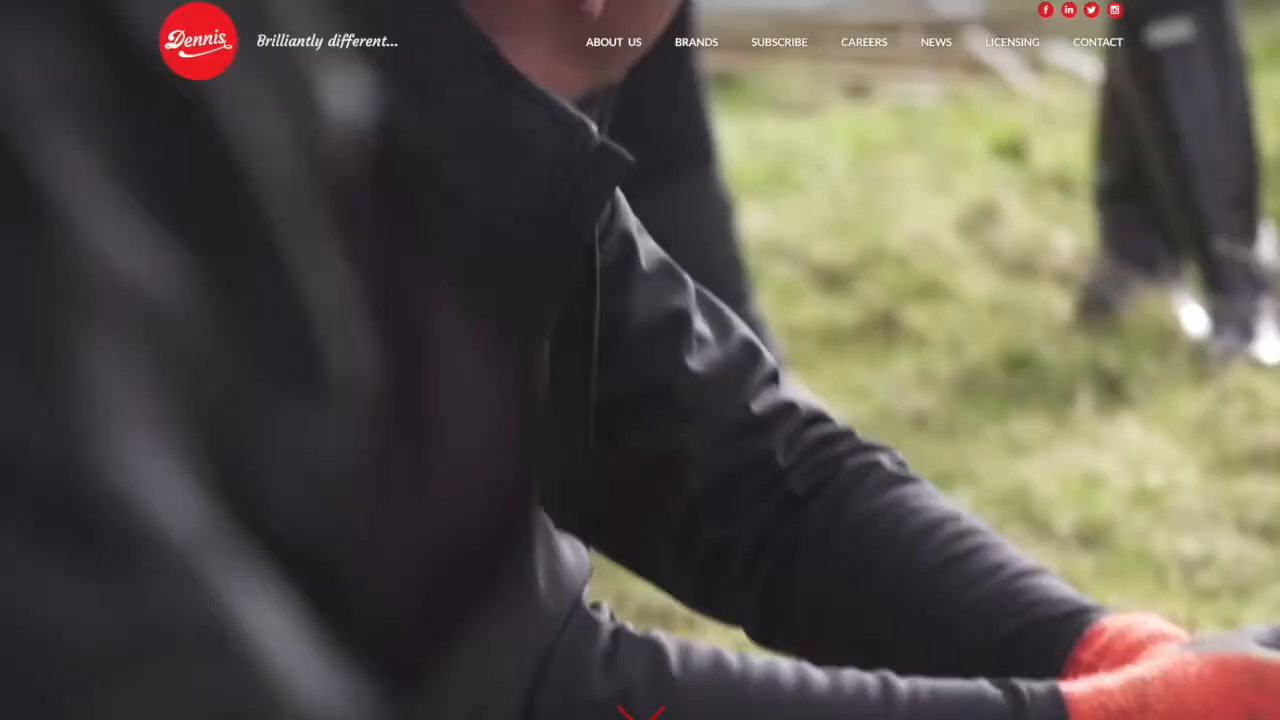 Dennis
Brilliantly different...
ABOUT US
BRANDS
SUBSCRIBE
CAREERS
NEWS
LICENSING
CONTACT